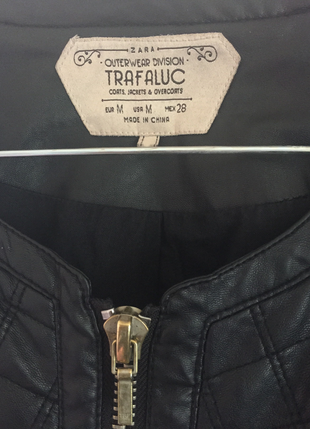 ZARA
OUTERWEAR DIVISION
TRAFALUC
COATS, JACKETS & OVERCOATS
EUR M USA M MEX 28
MADE IN CHINA